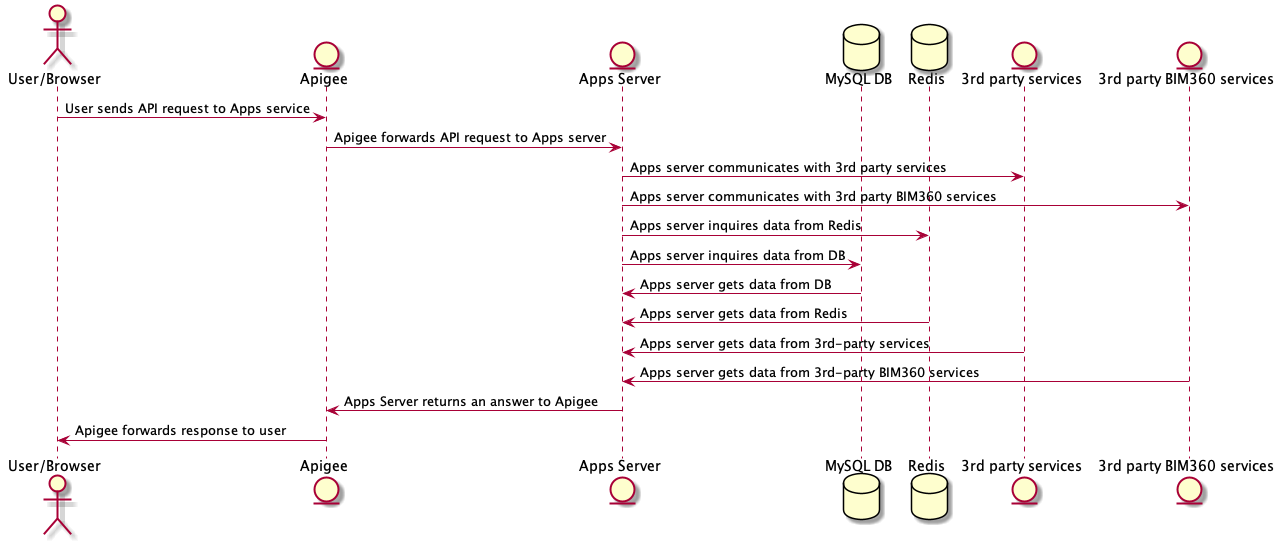 User/Browser
Apigee
Apps Server
MySQL DB
Redis
3rd party services
3rd party BIM360 services
User sends API request to Apps service
Apigee forwards API request to Apps server
Apps server communicates with 3rd party services
Apps server communicates with 3rd party BIM360 services
Apps server inquires data from Redis
Apps server inquires data from DB
Apps server gets data from DB
Apps server gets data from Redis
Apps server gets data from 3rd-party services
Apps server gets data from 3rd-party BIM360 services
Apps Server returns an answer to Apigee
Apigee forwards response to user
User/Browser
Apigee
Apps Server
MySQL DB
Redis
3rd party services
3rd party BIM360 services